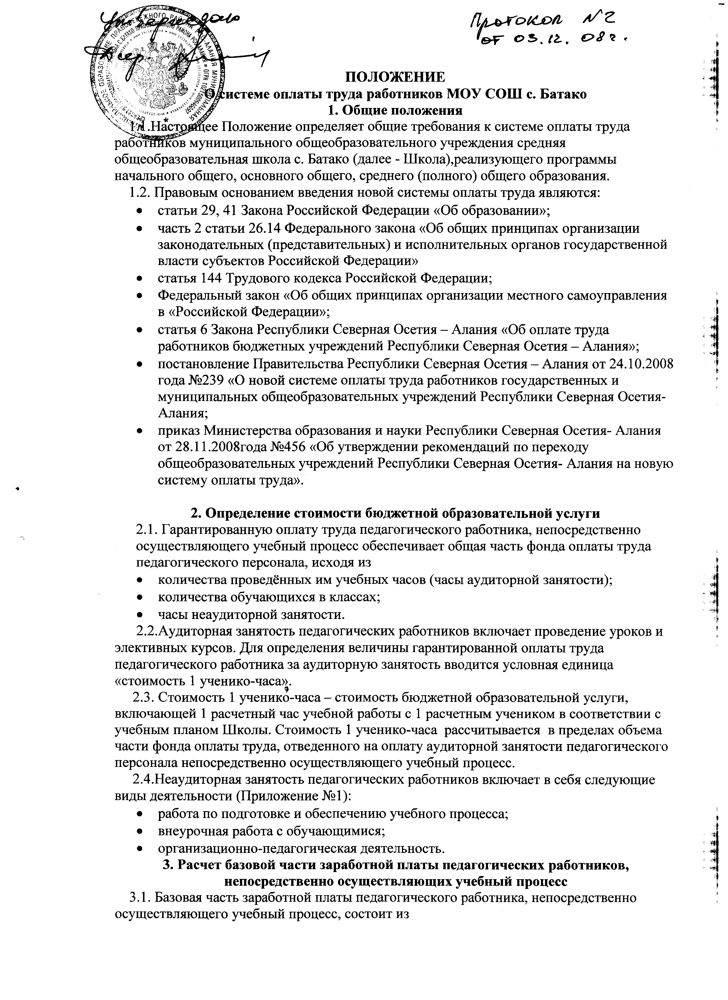 Утверждаю
Протокол №2
от 03.12.08г.
ПОЛОЖЕНИЕ
О системе оплаты труда работников МОУ СОШ с. Батако
1. Общие положения
1.1.Настоящее Положение определяет общие требования к системе оплаты труда
работников муниципального общеобразовательного учреждения средняя
общеобразовательная школа с. Батако (далее - Школа),реализующего программы
начального общего, основного общего, среднего (полного) общего образования.
1.2. Правовым основанием введения новой системы оплаты труда являются:
• статьи 29, 41 Закона Российской Федерации «Об образовании»;
• часть 2 статьи 26.14 Федерального закона «Об общих принципах организации
законодательных (представительных) и исполнительных органов государственной
власти субъектов Российской Федерации»
• статья 144 Трудового кодекса Российской Федерации;
• Федеральный закон «Об общих принципах организации местного самоуправления
в «Российской Федерации»;
• статья 6 Закона Республики Северная Осетия – Алания «Об оплате труда
работников бюджетных учреждений Республики Северная Осетия – Алания»;
• постановление Правительства Республики Северная Осетия – Алания от 24.10.2008
года №239 «О новой системе оплаты труда работников государственных и
муниципальных общеобразовательных учреждений Республики Северная Осетия-
Алания;
• приказ Министерства образования и науки Республики Северная Осетия- Алания
от 28.11.2008года №456 «Об утверждении рекомендаций по переходу
общеобразовательных учреждений Республики Северная Осетия- Алания на новую
систему оплаты труда».
2. Определение стоимости бюджетной образовательной услуги
2.1. Гарантированную оплату труда педагогического работника, непосредственно
осуществляющего учебный процесс обеспечивает общая часть фонда оплаты труда
педагогического персонала, исходя из
• количества проведённых им учебных часов (часы аудиторной занятости);
• количества обучающихся в классах;
• часы неаудиторной занятости.
2.2.Аудиторная занятость педагогических работников включает проведение уроков и
элективных курсов. Для определения величины гарантированной оплаты труда
педагогического работника за аудиторную занятость вводится условная единица
«стоимость 1 ученико-часа».
2.3. Стоимость 1 ученико-часа – стоимость бюджетной образовательной услуги,
включающей 1 расчетный час учебной работы с 1 расчетным учеником в соответствии с
учебным планом Школы. Стоимость 1 ученико-часа рассчитывается в пределах объема
части фонда оплаты труда, отведенного на оплату аудиторной занятости педагогического
персонала непосредственно осуществляющего учебный процесс.
2.4.Неаудиторная занятость педагогических работников включает в себя следующие
виды деятельности (Приложение №1):
• работа по подготовке и обеспечению учебного процесса;
• внеурочная работа с обучающимися;
• организационно-педагогическая деятельность.
3. Расчет базовой части заработной платы педагогических работников,
непосредственно осуществляющих учебный процесс
3.1. Базовая часть заработной платы педагогического работника, непосредственно
осуществляющего учебный процесс, состоит из